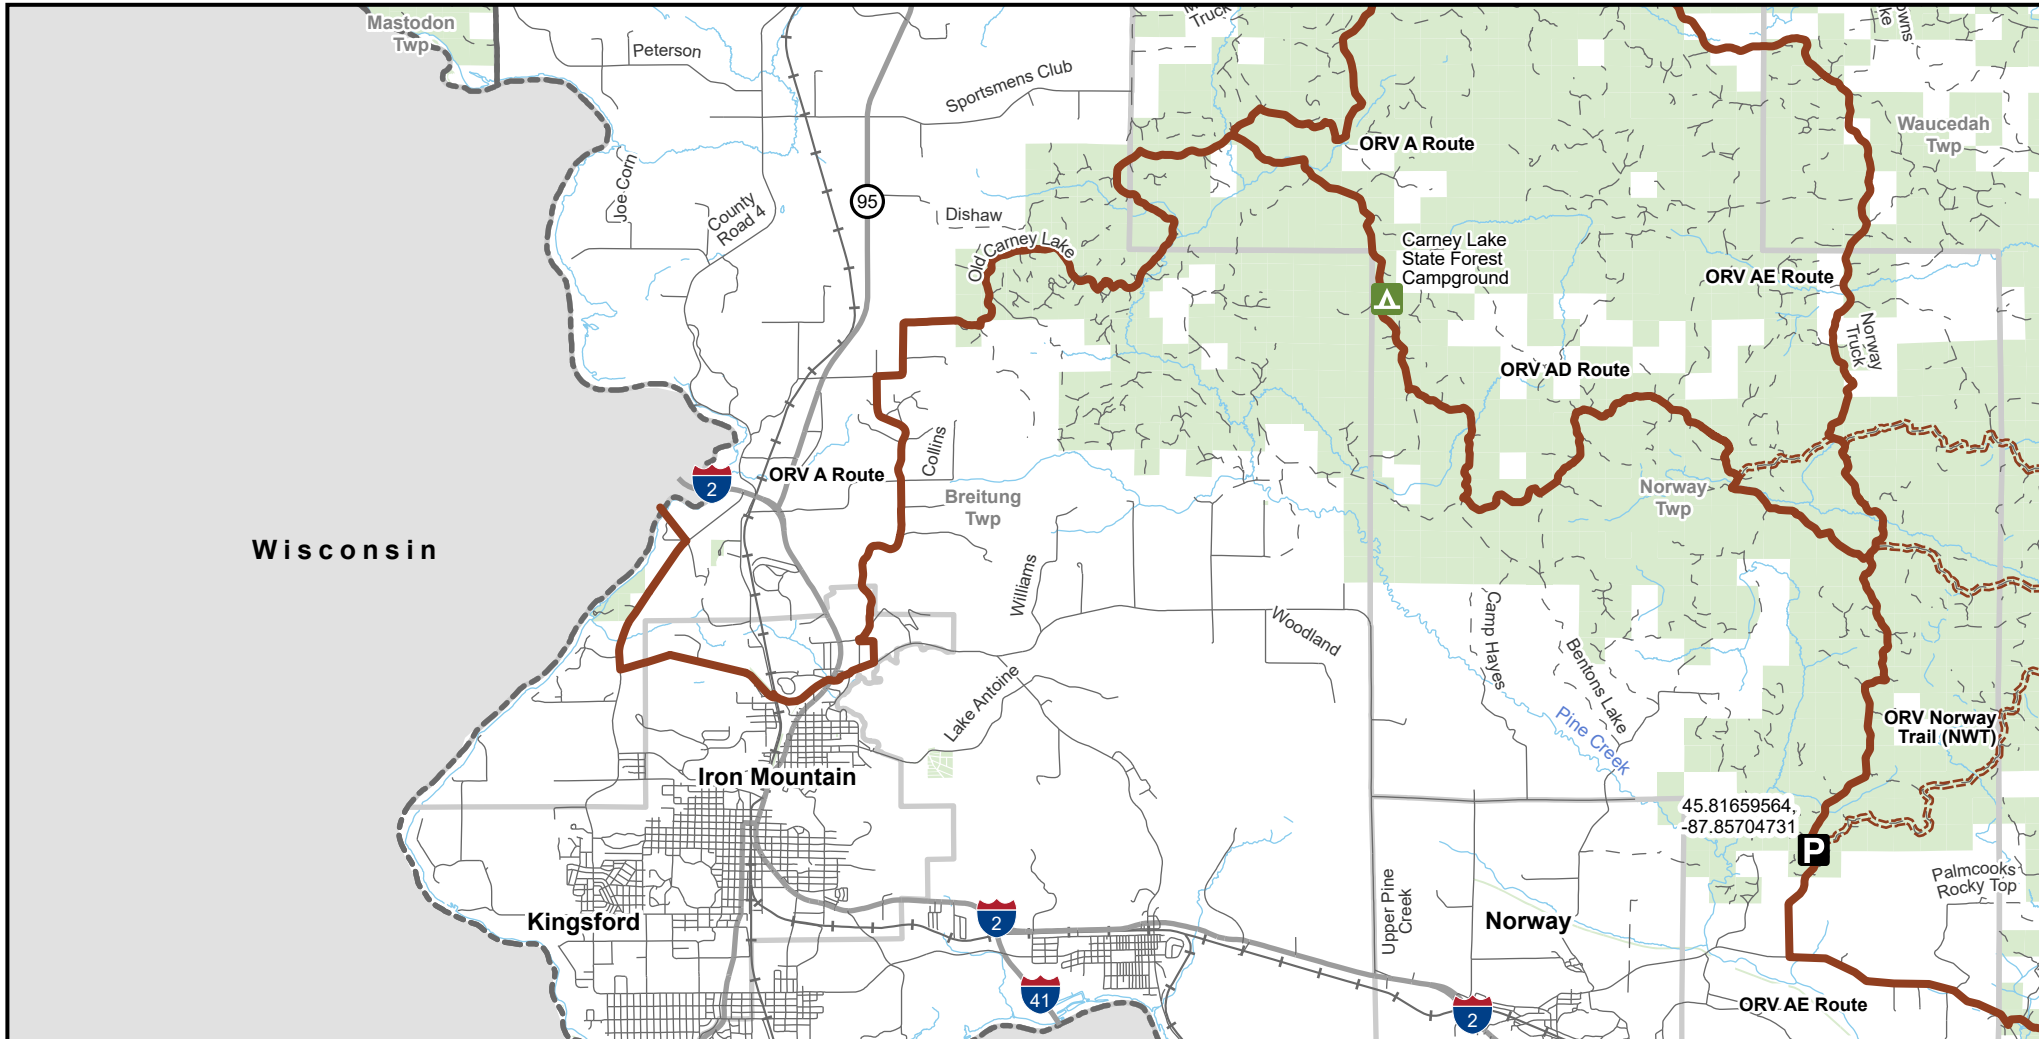 Mastodon
Twp
Peterson
Truck
Sportsmens Club
ORV A Route
Waucedah
Twp
Joe Corn
County
Road 4
95
Dishaw
Old Carney Lake
Carney Lake
State Forest
Campground
ORV AE Route
Norway
Truck
ORV AD Route
Collins
2
ORV A Route
Breitung
Twp
Norway
Twp
Wisconsin
Williams
Woodland
Camp Hayes
Bentons Lake
Lake Antoine
Pine Creek
ORV Norway
Trail (NWT)
Iron Mountain
45.81659564,
-87.85704731
P
Palmcooks
Rocky Top
Kingsford
2
Upper Pine
Creek
Norway
41
2
ORV AE Route